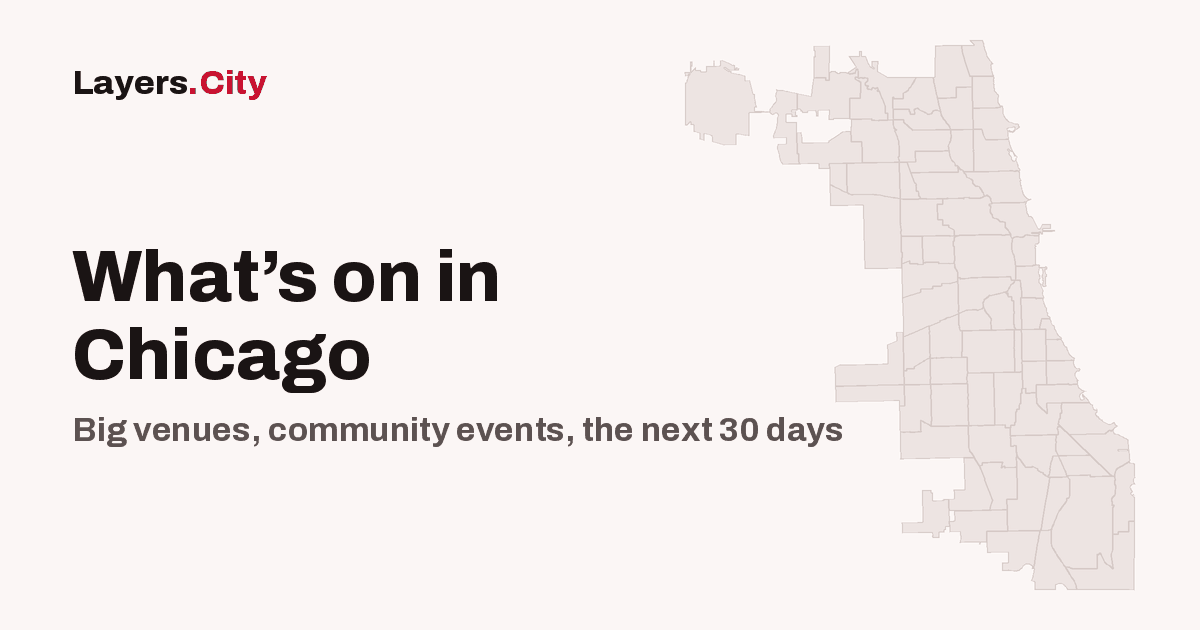 Layers.City
What’s on in
Chicago
Big venues, community events, the next 30 days